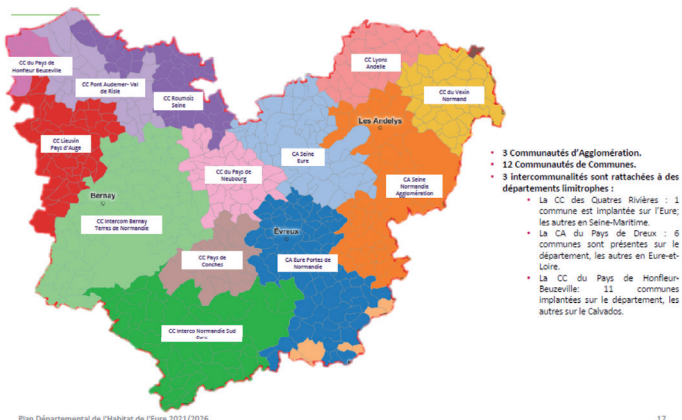 CC du Pays de
Honfleur Beuzeville
CC Pont Audemer- Val
de Risle
CC Roumois
Seine
CC Lyons
Andelle
CC du Vexin
Normand
Les Andelys
CC Lieuvin
Pays d'Auge
CA Seine
Eure
CC du Pays de
Neubourg
CA Seine
Normandie
Agglomération
Bernay
CC Intercom Bernay
Terres de Normandie
Évreux
CC Pays de
Conches
CA Eure Portes de
Normandie
CC Interco Normandie Sud
• 3 Communautés d'Agglomération.
• 12 Communautés de Communes.
• 3 intercommunalités sont rattachées à des
départements limitrophes :
• La CC des Quatres Rivières : 1
commune est implantée sur l'Eure;
les autres en Seine-Maritime.
• La CA du Pays de Dreux : 6
communes sont présentes sur le
département, les autres en Eure-et-
Loire.
• La CC du Pays de Honfleur-
Beuzeville: 11 communes
implantées sur le département, les
autres sur le Calvados.
Plan Départemental de l'Habitat de l'Eure 2021/2026
17